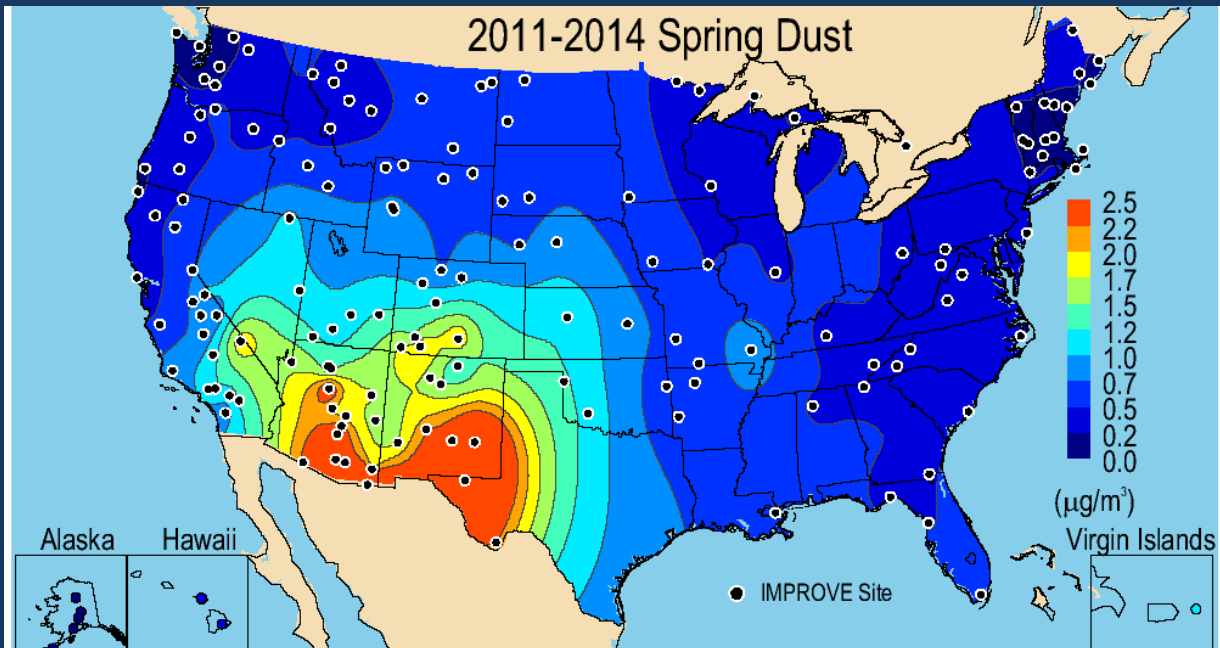 2011-2014 Spring Dust
2.5
2.2
2.0
1.7
1.5
1.2
1.0
0.7
0.5
0.2
0.0
(μg/m³)
Alaska
Hawaii
Virgin Islands
IMPROVE Site